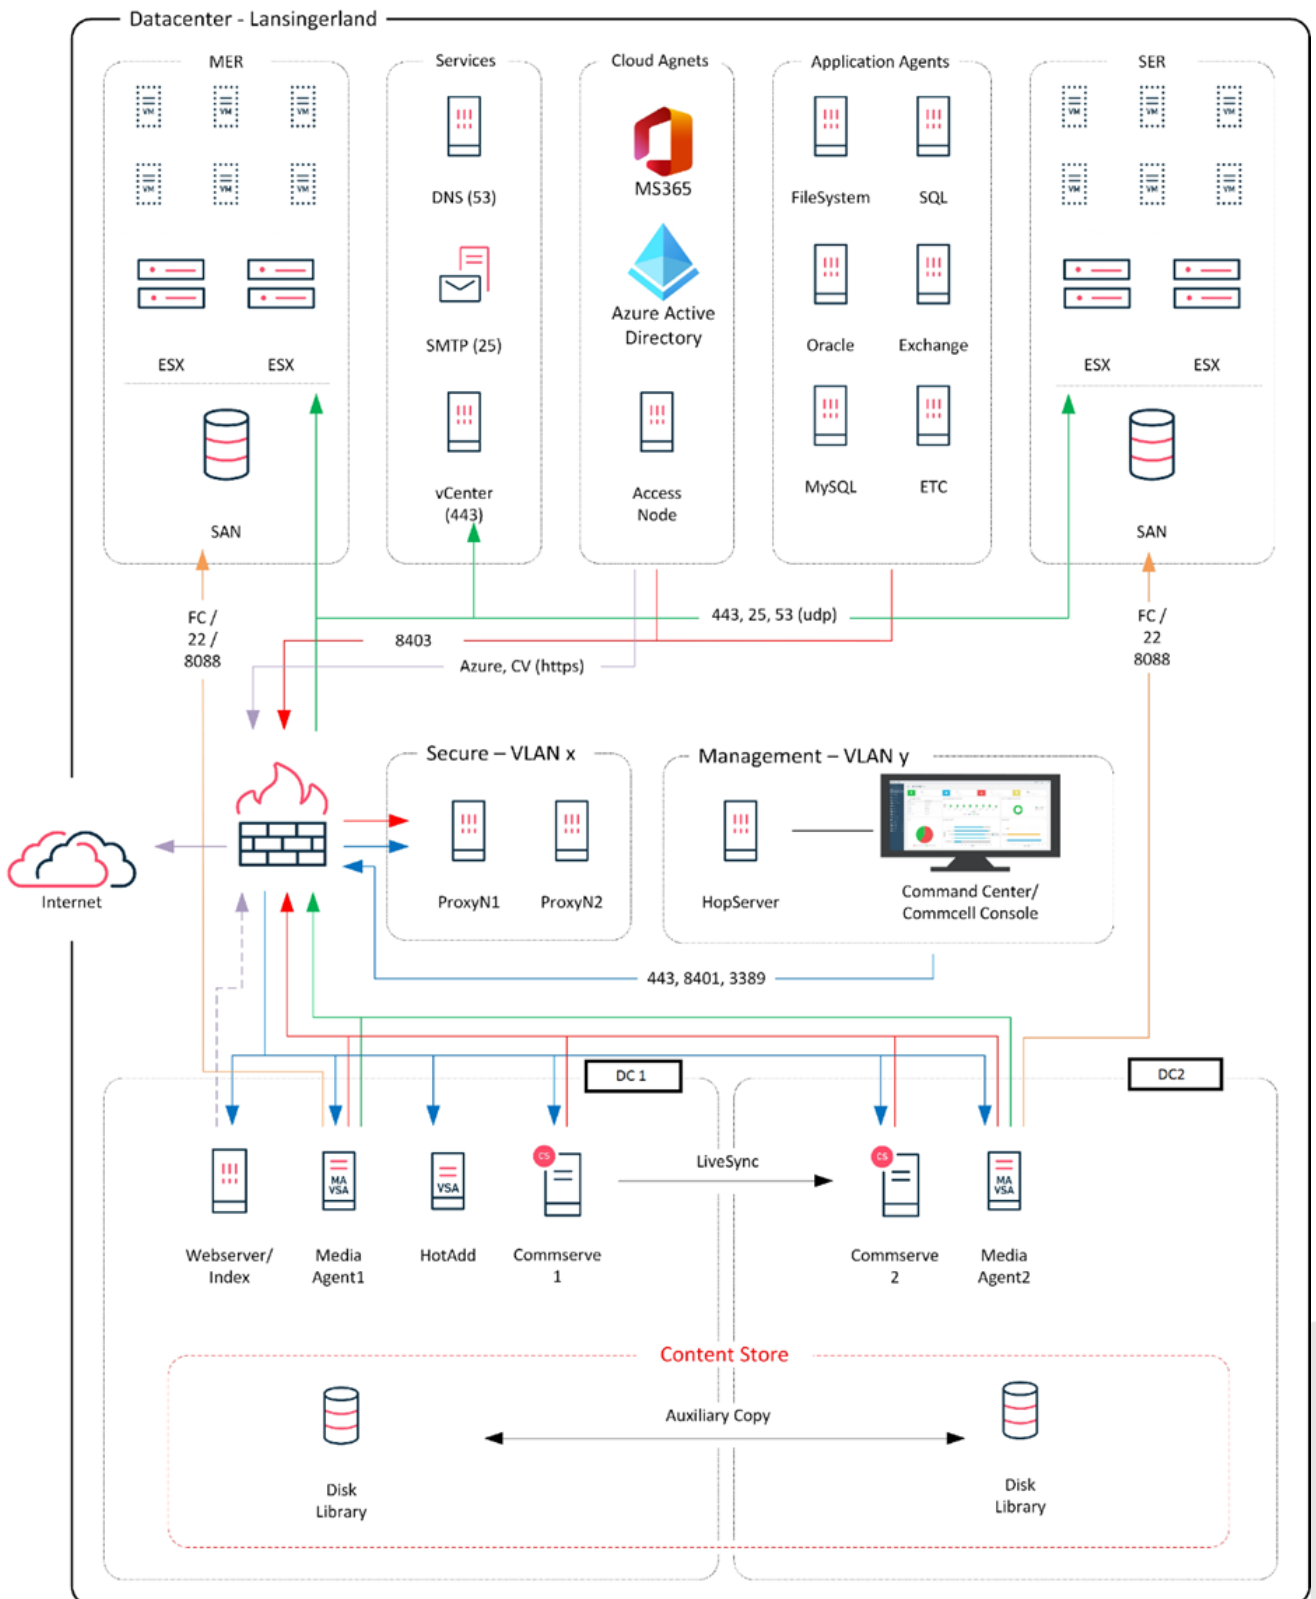 Datacenter - Lansingerland
MER
Services
Cloud Agnets
Application Agents
SER
VM
VM
VM
VM
VM
VM
VM
VM
VM
VM
VM
VM
DNS (53)
MS365
FileSystem
SQL
SMTP (25)
Azure Active
Directory
Oracle
Exchange
ESX
ESX
ESX
ESX
vCenter
(443)
Access
Node
MySQL
ETC
SAN
SAN
FC /
22 /
8088
443, 25, 53 (udp)
FC /
22
8088
8403
Azure, CV (https)
Secure – VLAN x
Management – VLAN y
Internet
ProxyN1
ProxyN2
HopServer
Command Center/
Commcell Console
443, 8401, 3389
DC 1
DC2
MA
VSA
VSA
CS
CS
MA
VSA
LiveSync
Webserver/
Index
Media
Agent1
HotAdd
Commserve
1
Commserve
2
Media
Agent2
Content Store
Auxiliary Copy
Disk
Library
Disk
Library